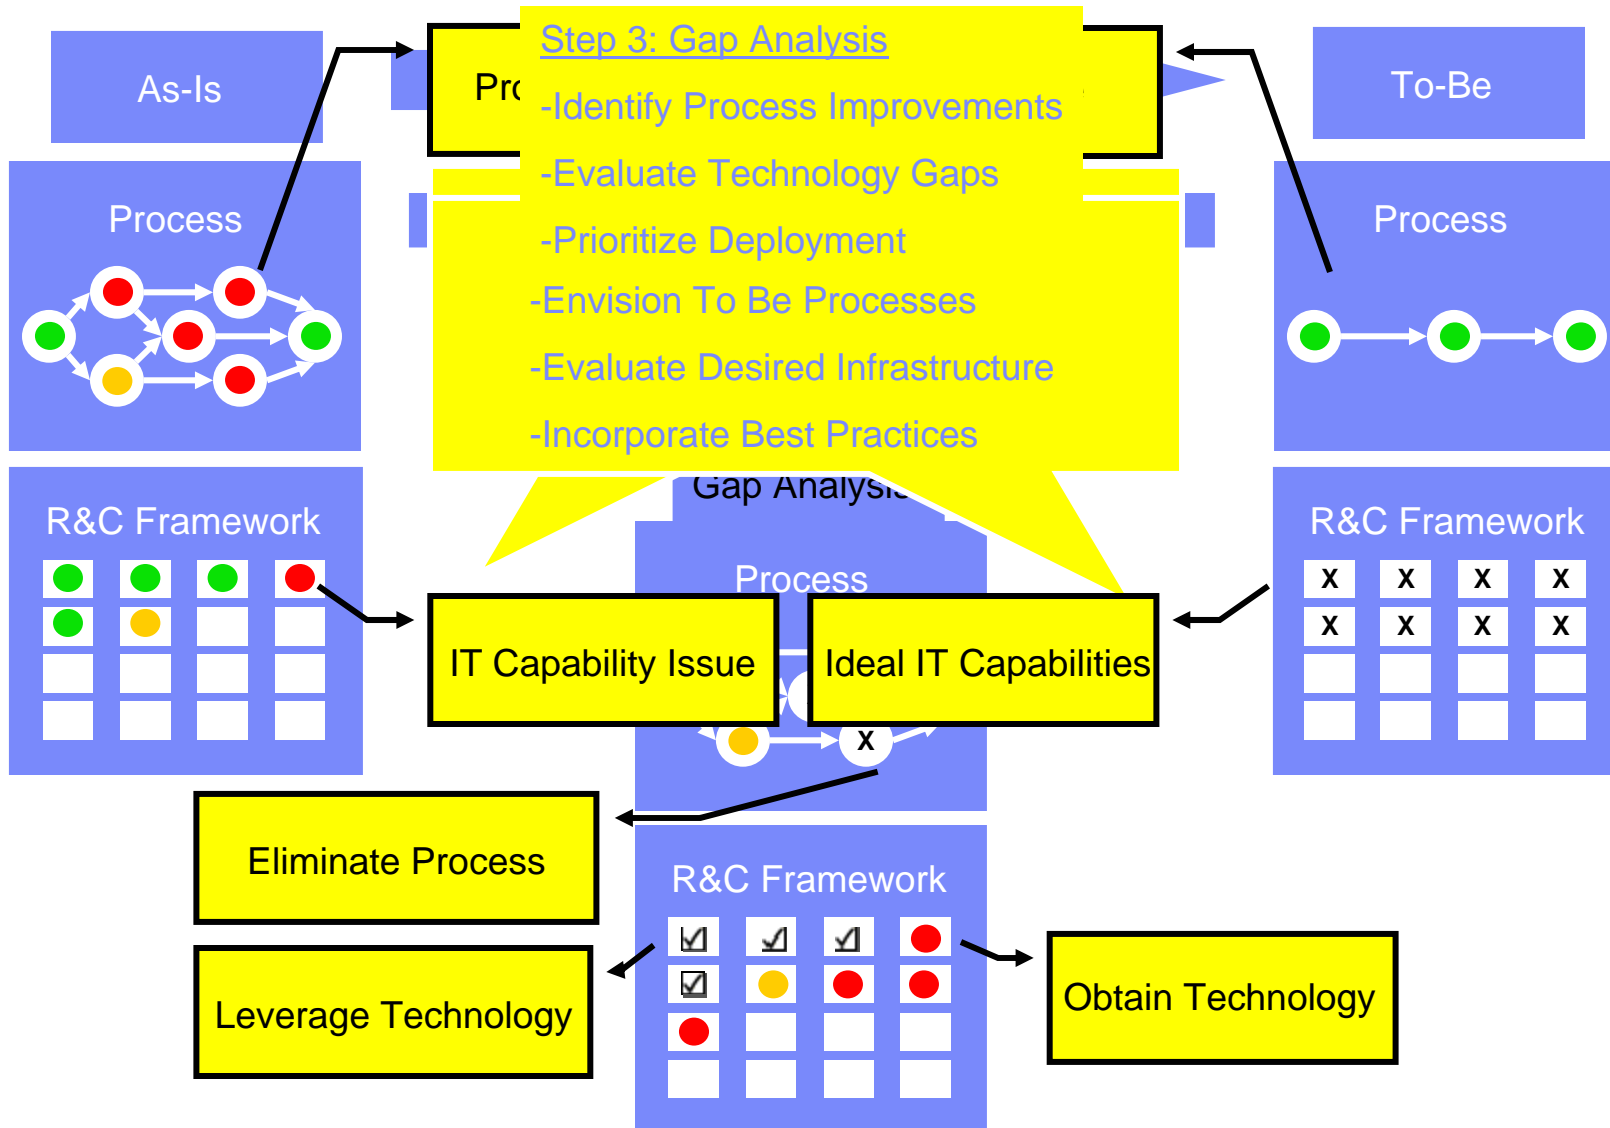 As-Is
Pro
Step 3: Gap Analysis
-Identify Process Improvements
-Evaluate Technology Gaps
-Prioritize Deployment
-Envision To Be Processes
-Evaluate Desired Infrastructure
-Incorporate Best Practices
To-Be
Process
Process
Gap Analysis
R&C Framework
Process
R&C Framework
X X X X
X X X X
IT Capability Issue
Ideal IT Capabilities
X
Eliminate Process
R&C Framework
Leverage Technology
Obtain Technology